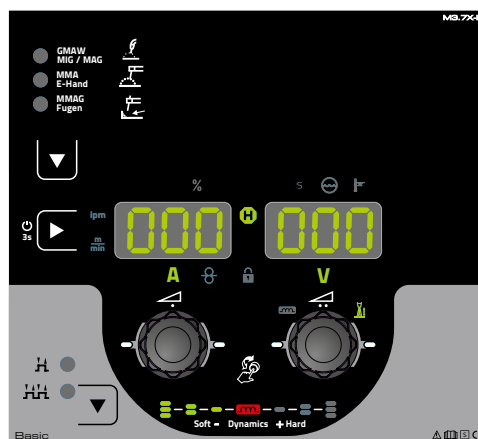 M3.7X-
GMAW
MIG / MAG
MMA
E-Hand
MMAG
Fugen
%
S
3s
ipm
m
min
000
H
000
A
V
Soft - Dynamics + Hard
Basic